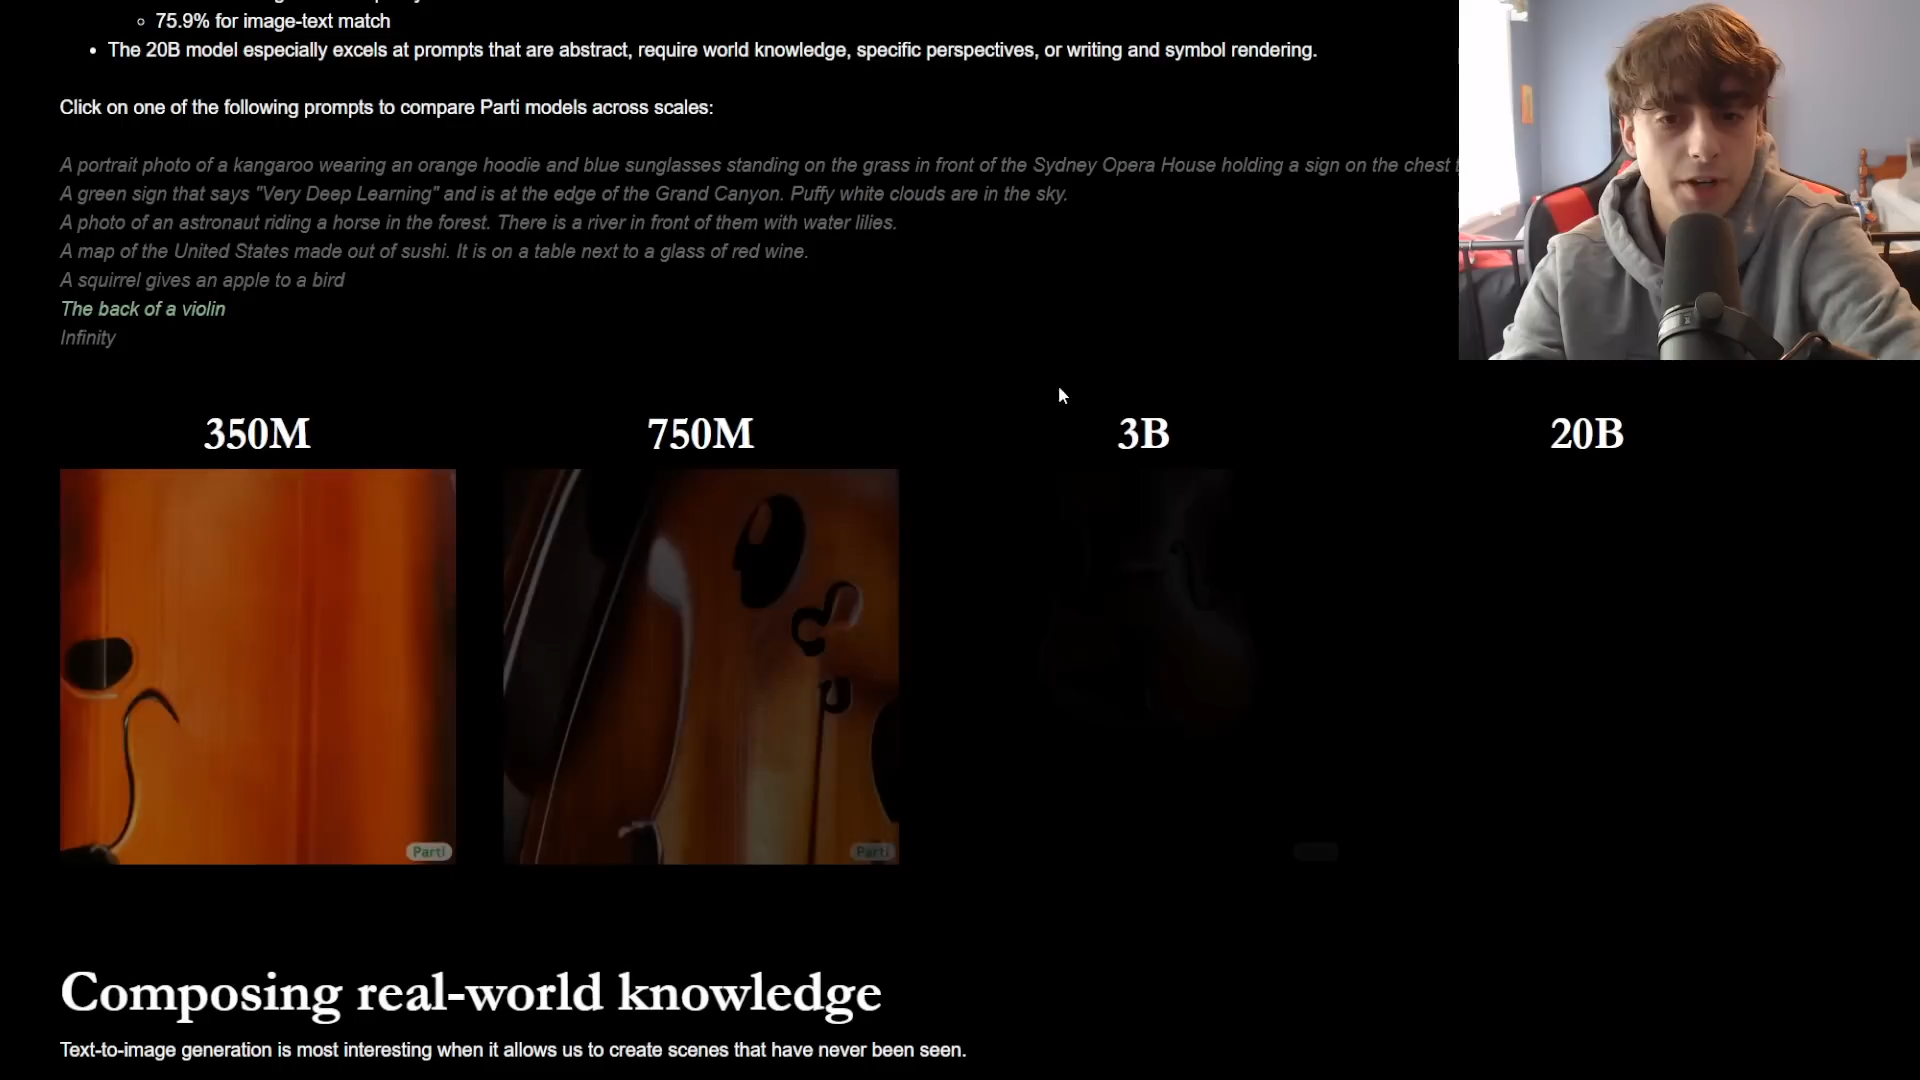 75.9% for image-text match
The 20B model especially excels at prompts that are abstract, require world knowledge, specific perspectives, or writing and symbol rendering.
Click on one of the following prompts to compare Parti models across scales:
A portrait photo of a kangaroo wearing an orange hoodie and blue sunglasses standing on the grass in front of the Sydney Opera House holding a sign on the chest
A green sign that says "Very Deep Learning" and is at the edge of the Grand Canyon. Puffy white clouds are in the sky.
A photo of an astronaut riding a horse in the forest. There is a river in front of them with water lilies.
A map of the United States made out of sushi. It is on a table next to a glass of red wine.
A squirrel gives an apple to a bird
The back of a violin
Infinity
350M
750M
3B
20B
Parti
Parti
Composing real-world knowledge
Text-to-image generation is most interesting when it allows us to create scenes that have never been seen.